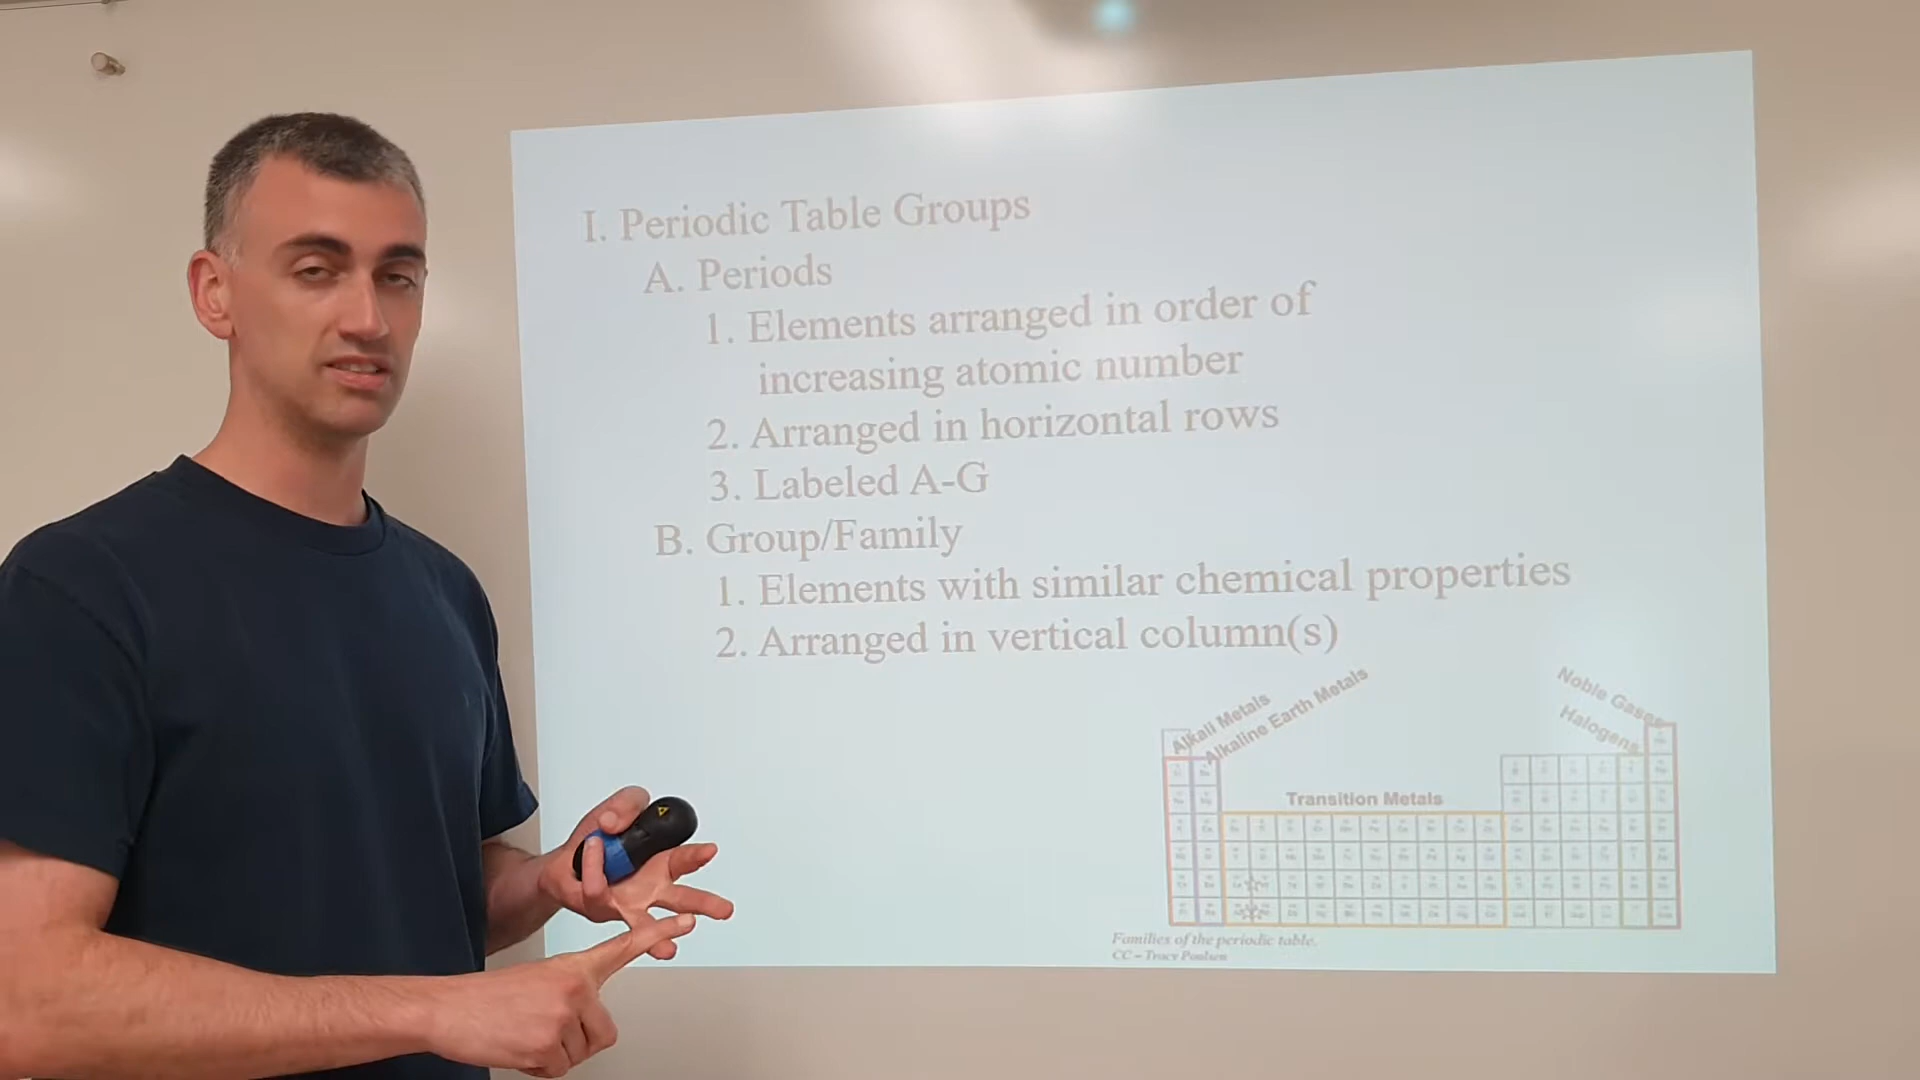 I. Periodic Table Groups
A. Periods
1. Elements arranged in order of
increasing atomic number
2. Arranged in horizontal rows
3. Labeled A-G
B. Group/Family
1. Elements with similar chemical properties
2. Arranged in vertical column(s)
Alkali Metals
Alkaline Earth Metals
Noble Gases
Halogens
Transition Metals
Families of the periodic table.
CC – Tracy Poulsen